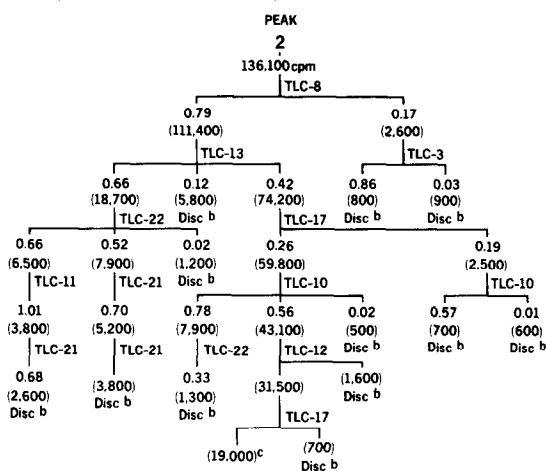 PEAK
2
136,100cpm
TLC-8
0.79 0.17
(111,400) (2,600)
TLC-13 TLC-3
0.66 0.12 0.42 0.86 0.03
(18,700) (5,800) (74,200) (800) (900)
TLC-22 Disc b TLC-17 Disc b Disc b
0.66 0.52 0.02 0.26 0.19
(6,500) (7,900) (1,200) (59.800) (2,500)
TLC-11 TLC-21 Disc b TLC-10 TLC-10
1.01 0.70 0.78 0.56 0.02 0.57 0.01
(3,800) (5,200) (7,900) (43,100) (500) (700) (600)
TLC-21 TLC-21 TLC-22 TLC-12 Disc b Disc b Disc b
0.68 (3,800) 0.33 (31,500) (1,600)
(2,600) Disc b (1,300) Disc b
Disc b Disc b TLC-17
(19.000)c (700)
Disc b